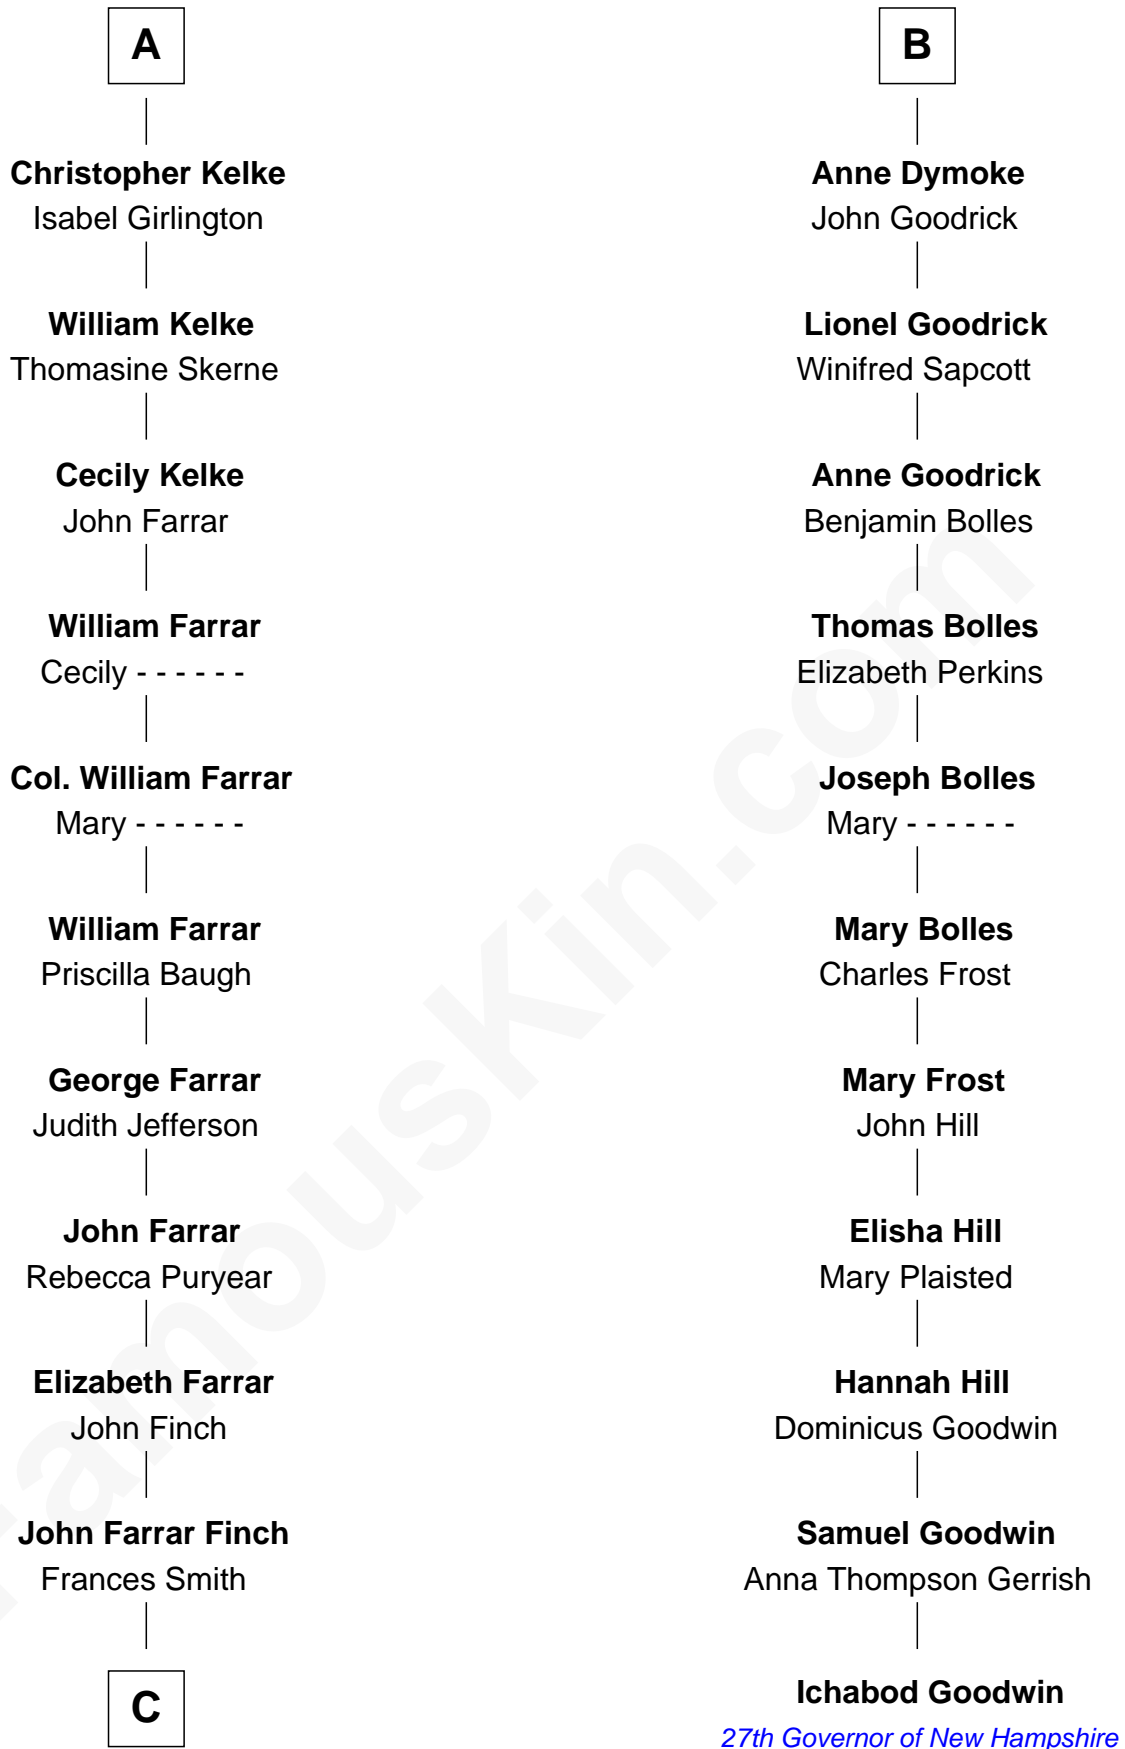 A
Christopher Kelke
Isabel Girlington
William Kelke
Thomasine Skerne
Cecily Kelke
John Farrar
William Farrar
Cecily - - - - - -
Col. William Farrar
Mary - - - - - -
William Farrar
Priscilla Baugh
George Farrar
Judith Jefferson
John Farrar
Rebecca Puryear
Elizabeth Farrar
John Finch
John Farrar Finch
Frances Smith
C
B
Anne Dymoke
John Goodrick
Lionel Goodrick
Winifred Sapcott
Anne Goodrick
Benjamin Bolles
Thomas Bolles
Elizabeth Perkins
Joseph Bolles
Mary - - - - - -
Mary Bolles
Charles Frost
Mary Frost
John Hill
Elisha Hill
Mary Plaisted
Hannah Hill
Dominicus Goodwin
Samuel Goodwin
Anna Thompson Gerrish
Ichabod Goodwin
27th Governor of New Hampshire
FamousKin.com